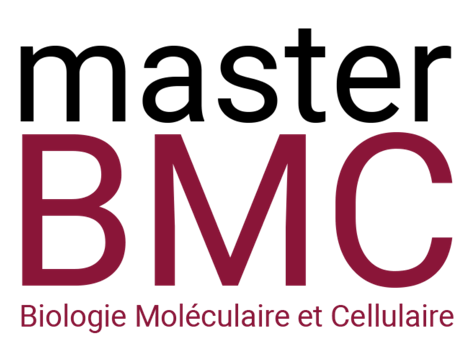 master
BMC
Biologie Moléculaire et Cellulaire